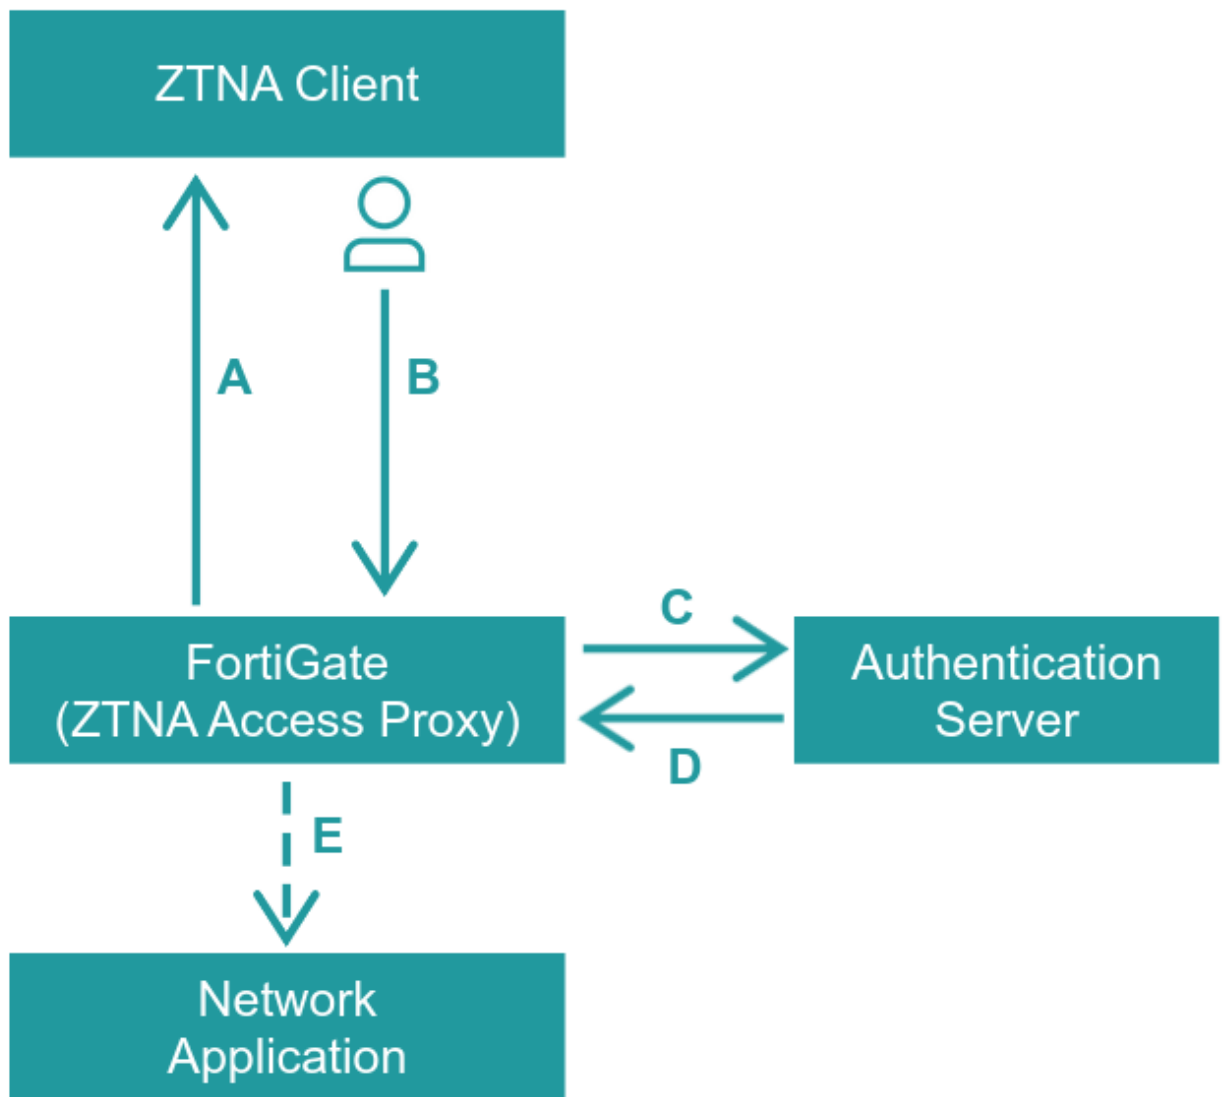 ZTNA Client
A
B
C
FortiGate
(ZTNA Access Proxy)
Authentication
Server
D
E
Network
Application